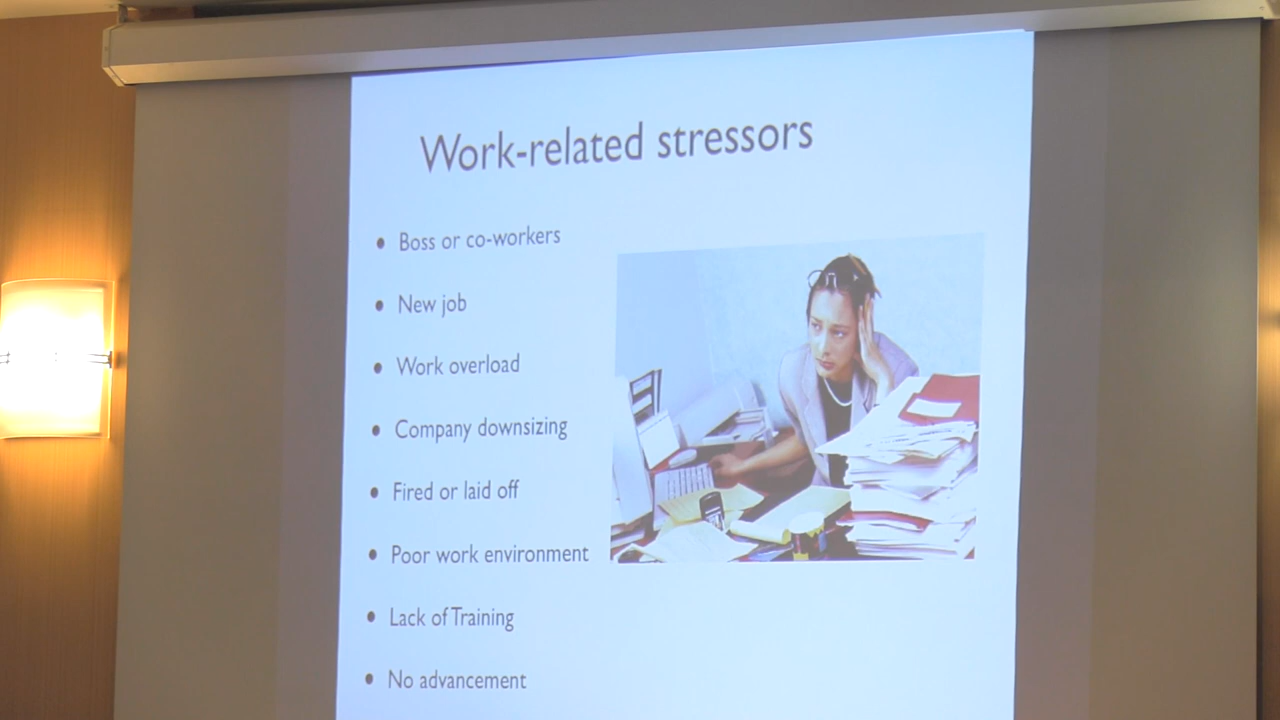 Work-related stressors
• Boss or co-workers
• New job
• Work overload
• Company downsizing
• Fired or laid off
• Poor work environment
• Lack of Training
• No advancement